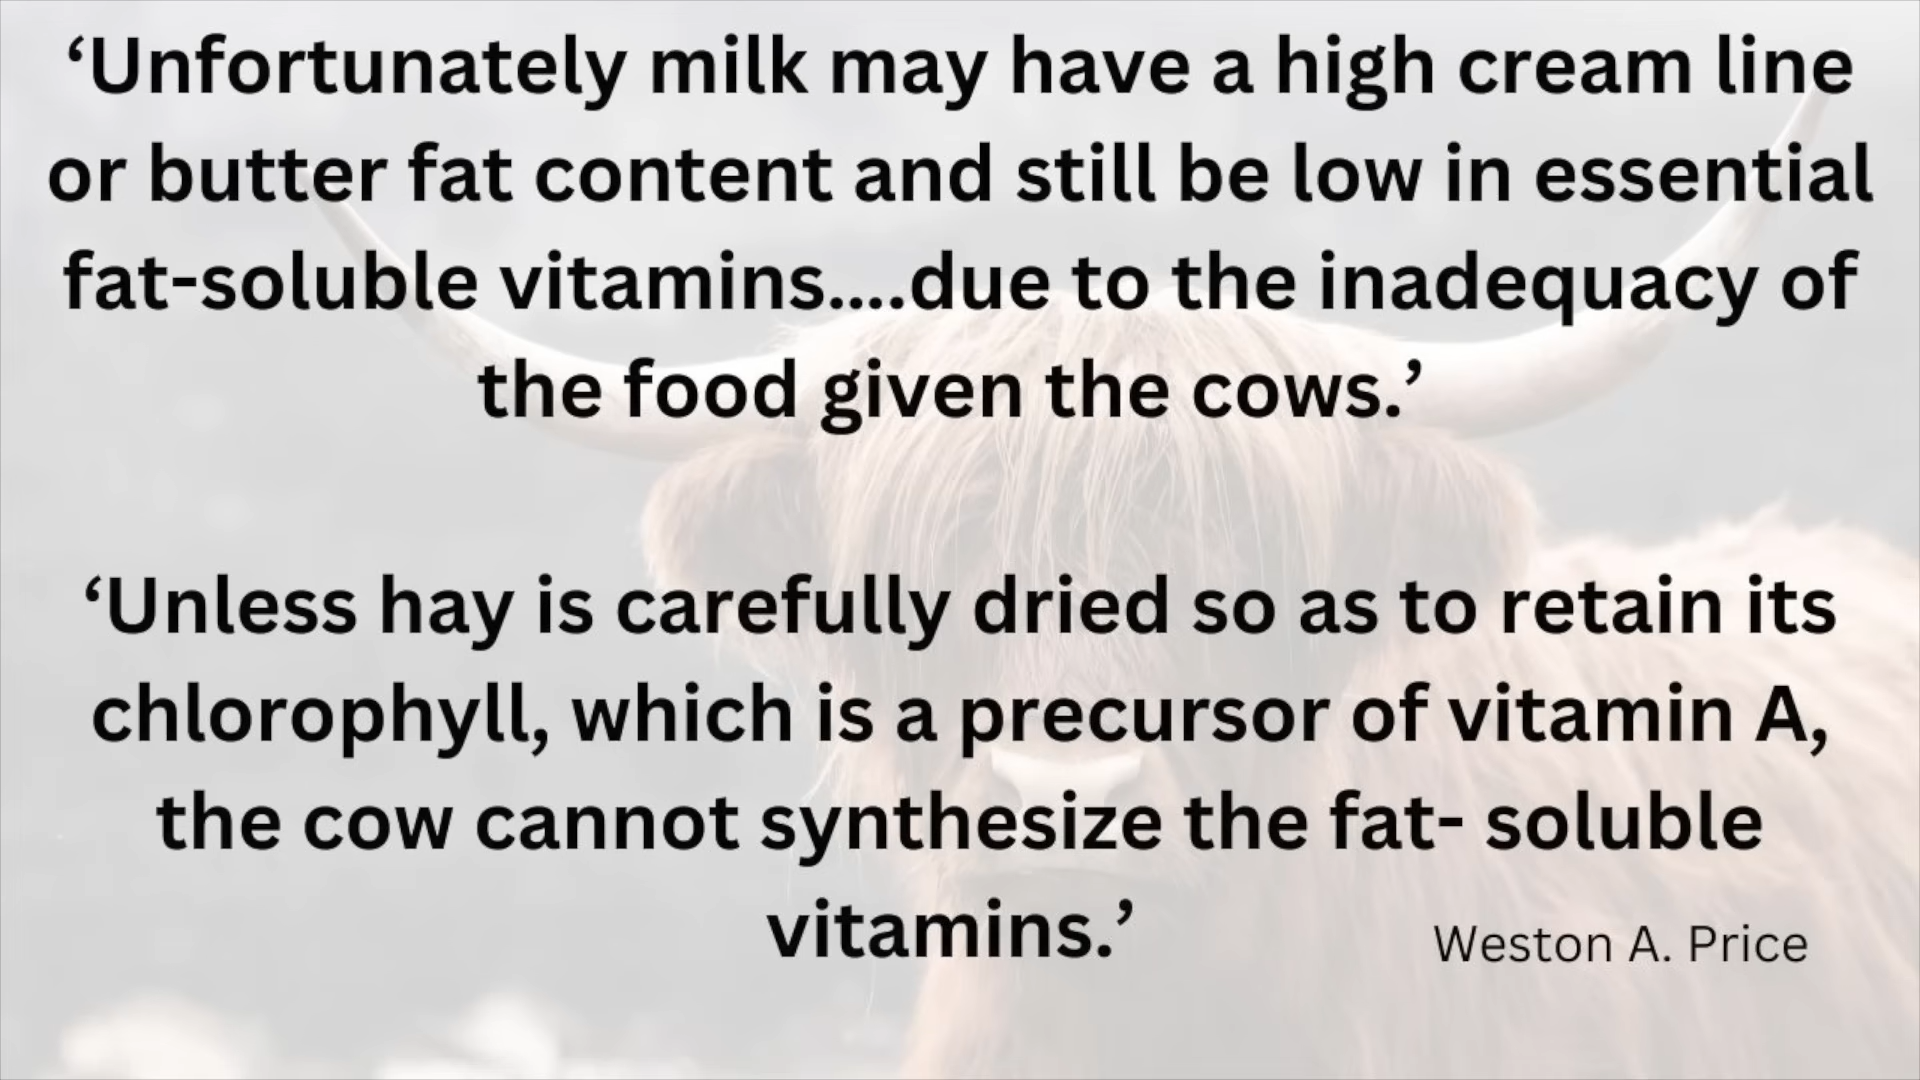 ‘Unfortunately milk may have a high cream line
or butter fat content and still be low in essential
fat-soluble vitamins....due to the inadequacy of
the food given the cows.’
‘Unless hay is carefully dried so as to retain its
chlorophyll, which is a precursor of vitamin A,
the cow cannot synthesize the fat- soluble
vitamins.’
Weston A. Price